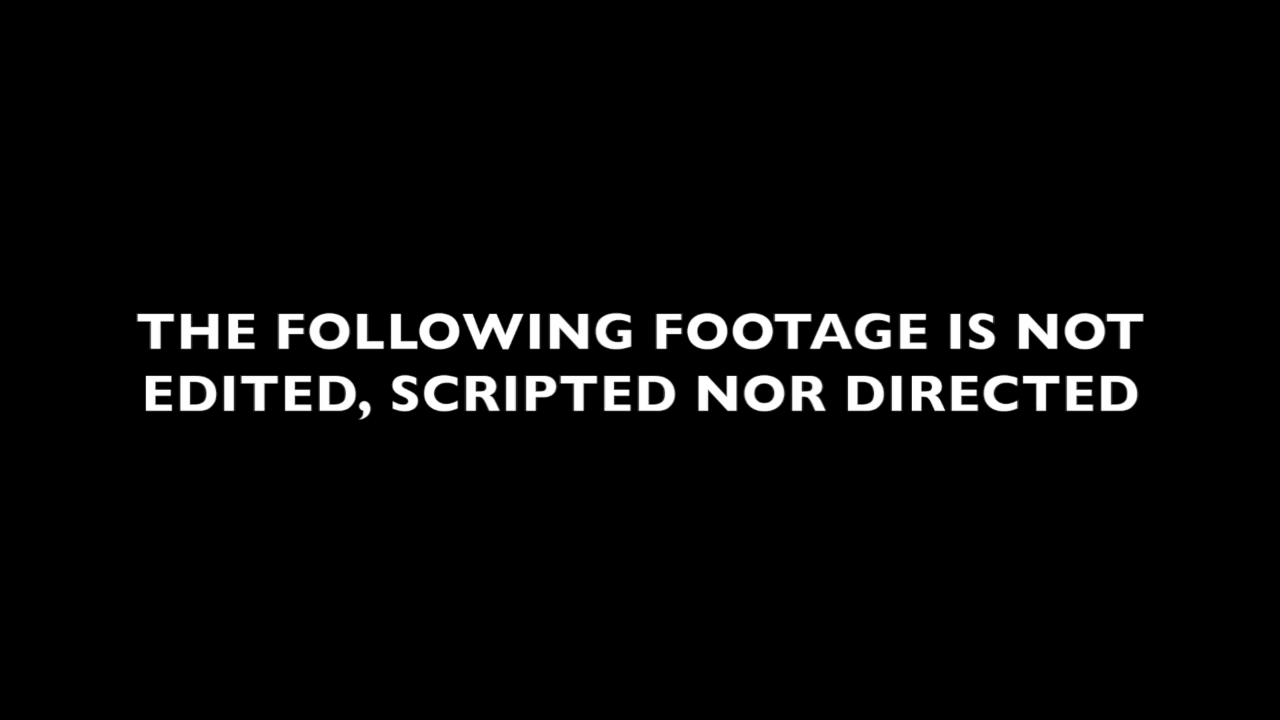 THE FOLLOWING FOOTAGE IS NOT
EDITED, SCRIPTED NOR DIRECTED